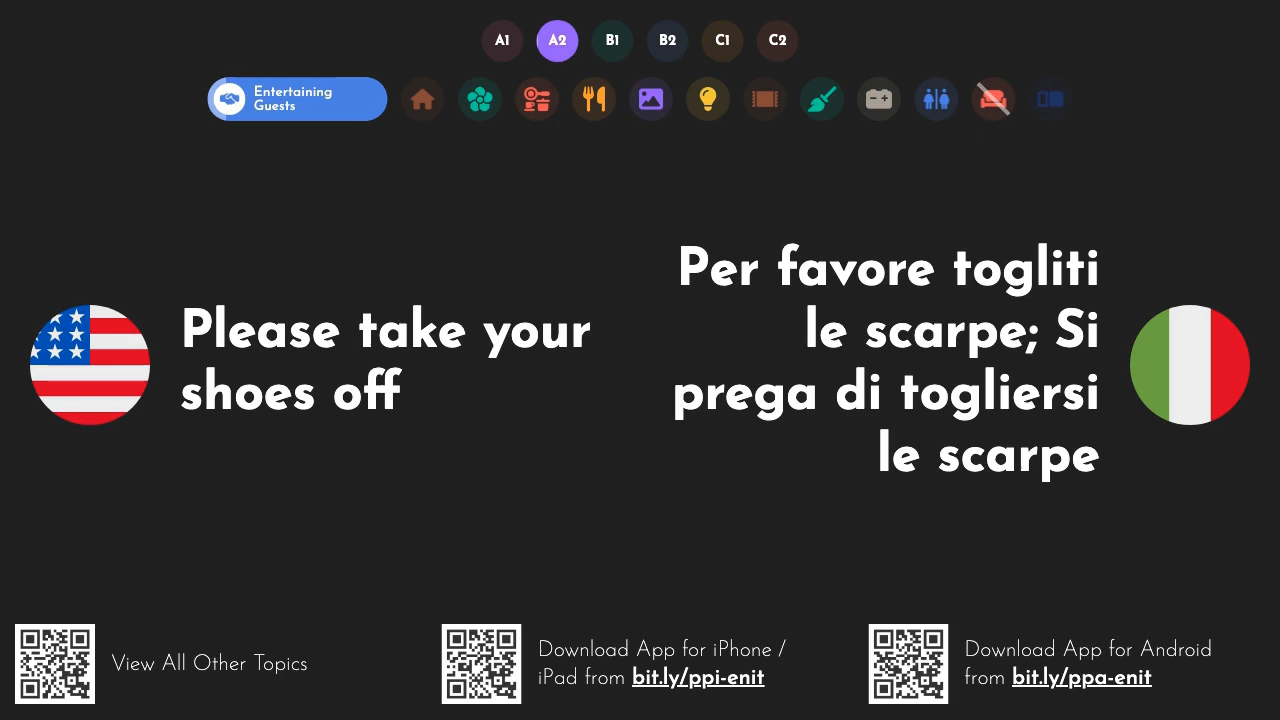 A1
A2
B1
B2
C1
C2
Entertaining
Guests
Please take your
shoes off
Per favore togliti
le scarpe; Si
prega di togliersi
le scarpe
View All Other Topics
Download App for iPhone /
iPad from bit.ly/ppi-enit
Download App for Android
from bit.ly/ppa-enit